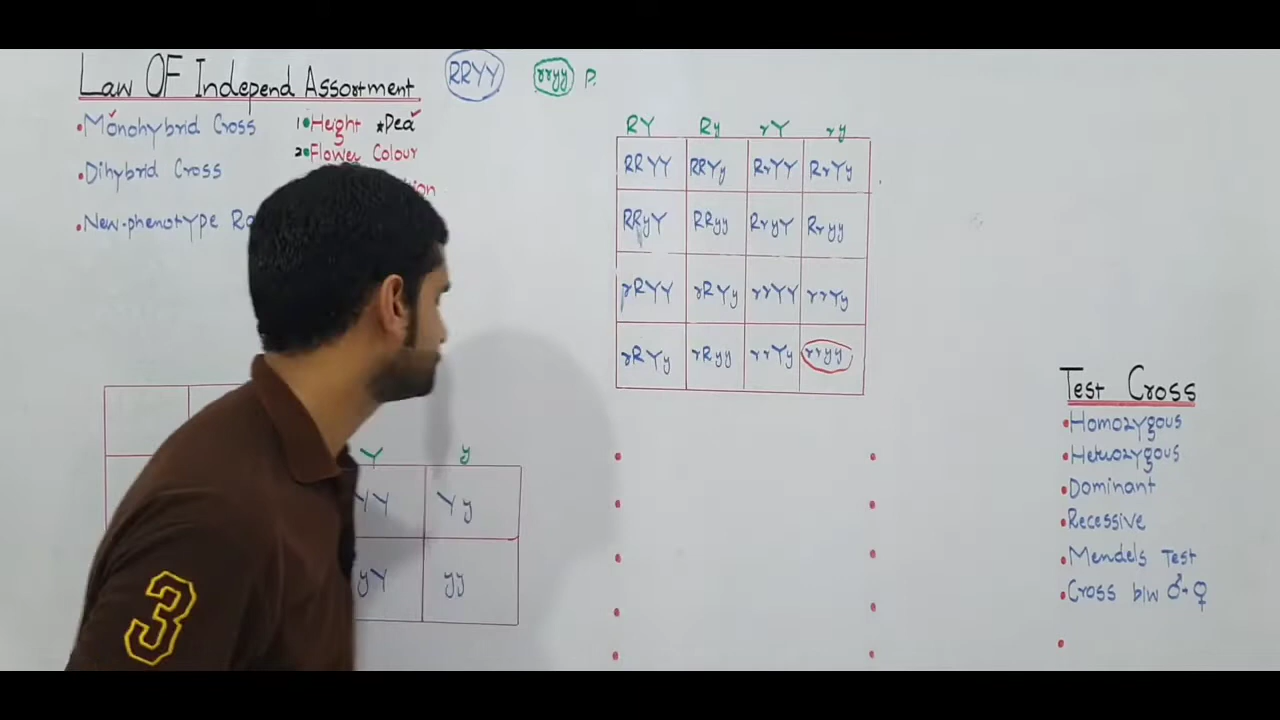 Law OF Independ Assortment
RRYY rryy P.
•Monohybrid Cross
1•Height *Pea
2•Flower Colour
•Dihybrid Cross
•New-phenotype
RY Ry rY ry
RRYY RRYy RrYY RrYy
RRyY RRyy RryY Rryy
rRYY rRYy rrYY rrYy
rRYy rRyy rrYy rryy
Y y
YY Yy
yY yy
3
Test Cross
•Homozygous
•Heterozygous
•Dominant
•Recessive
•Mendels Test
•Cross b/w ♂+♀